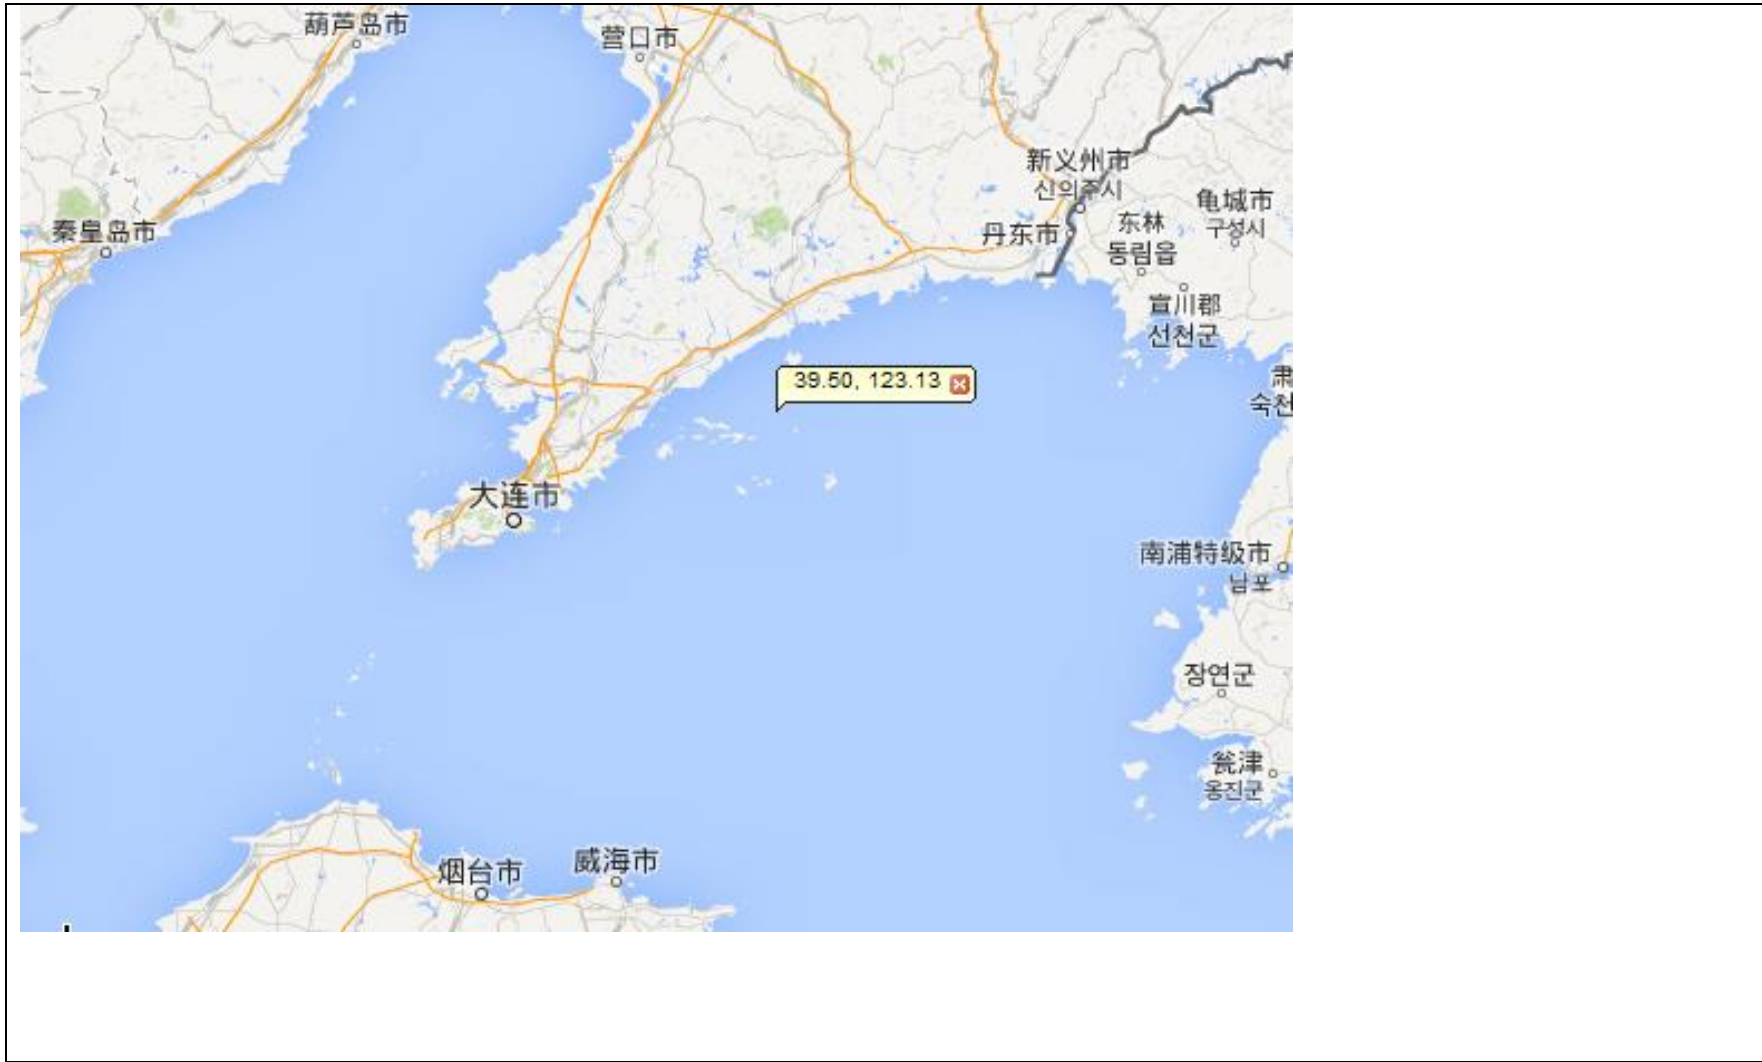 葫芦岛市
营口市
新义州市
신의주시
龟城市
구성시
秦皇岛市
丹东市
东林
동림읍
宣川郡
선천군
39.50, 123.13
肃
숙천
大连市
南浦特级市
남포
장연군
瓮津
옹진군
烟台市
威海市